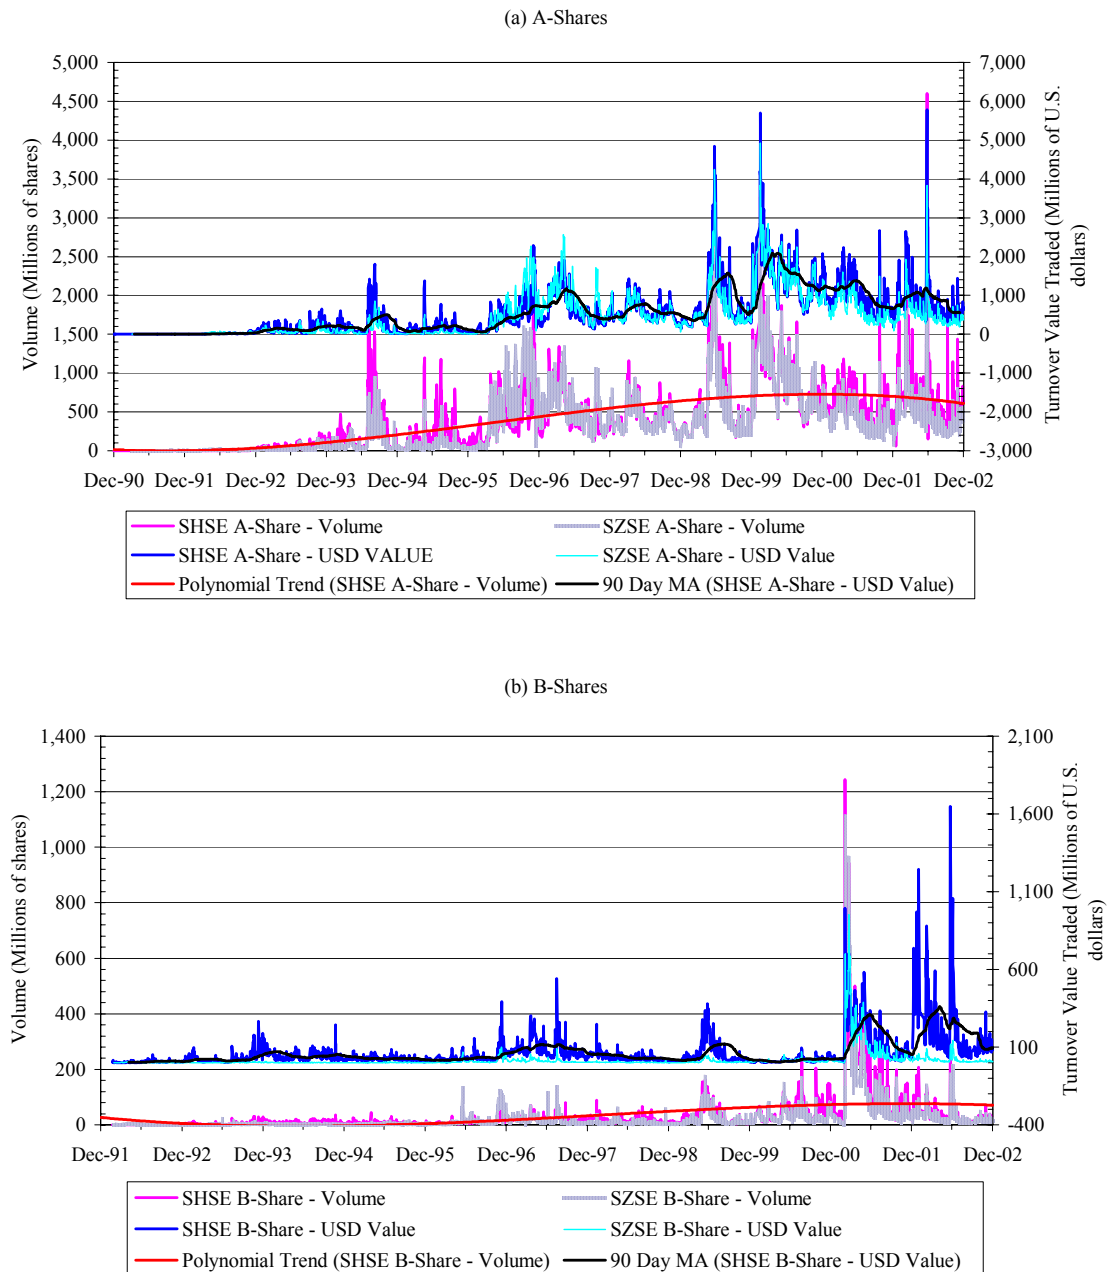 (a) A-Shares
5,000
4,500
4,000
3,500
3,000
2,500
2,000
1,500
1,000
500
0
Volume (Millions of shares)
7,000
6,000
5,000
4,000
3,000
2,000
1,000
0
-1,000
-2,000
-3,000
Turnover Value Traded (Millions of U.S.
dollars)
Dec-90 Dec-91 Dec-92 Dec-93 Dec-94 Dec-95 Dec-96 Dec-97 Dec-98 Dec-99 Dec-00 Dec-01 Dec-02
SHSE A-Share - Volume SZSE A-Share - Volume
SHSE A-Share - USD VALUE SZSE A-Share - USD Value
Polynomial Trend (SHSE A-Share - Volume) 90 Day MA (SHSE A-Share - USD Value)
(b) B-Shares
1,400
1,200
1,000
800
600
400
200
0
Volume (Millions of shares)
2,100
1,600
1,100
600
100
-400
Turnover Value Traded (Millions of U.S.
dollars)
Dec-91 Dec-92 Dec-93 Dec-94 Dec-95 Dec-96 Dec-97 Dec-98 Dec-99 Dec-00 Dec-01 Dec-02
SHSE B-Share - Volume SZSE B-Share - Volume
SHSE B-Share - USD Value SZSE B-Share - USD Value
Polynomial Trend (SHSE B-Share - Volume) 90 Day MA (SHSE B-Share - USD Value)